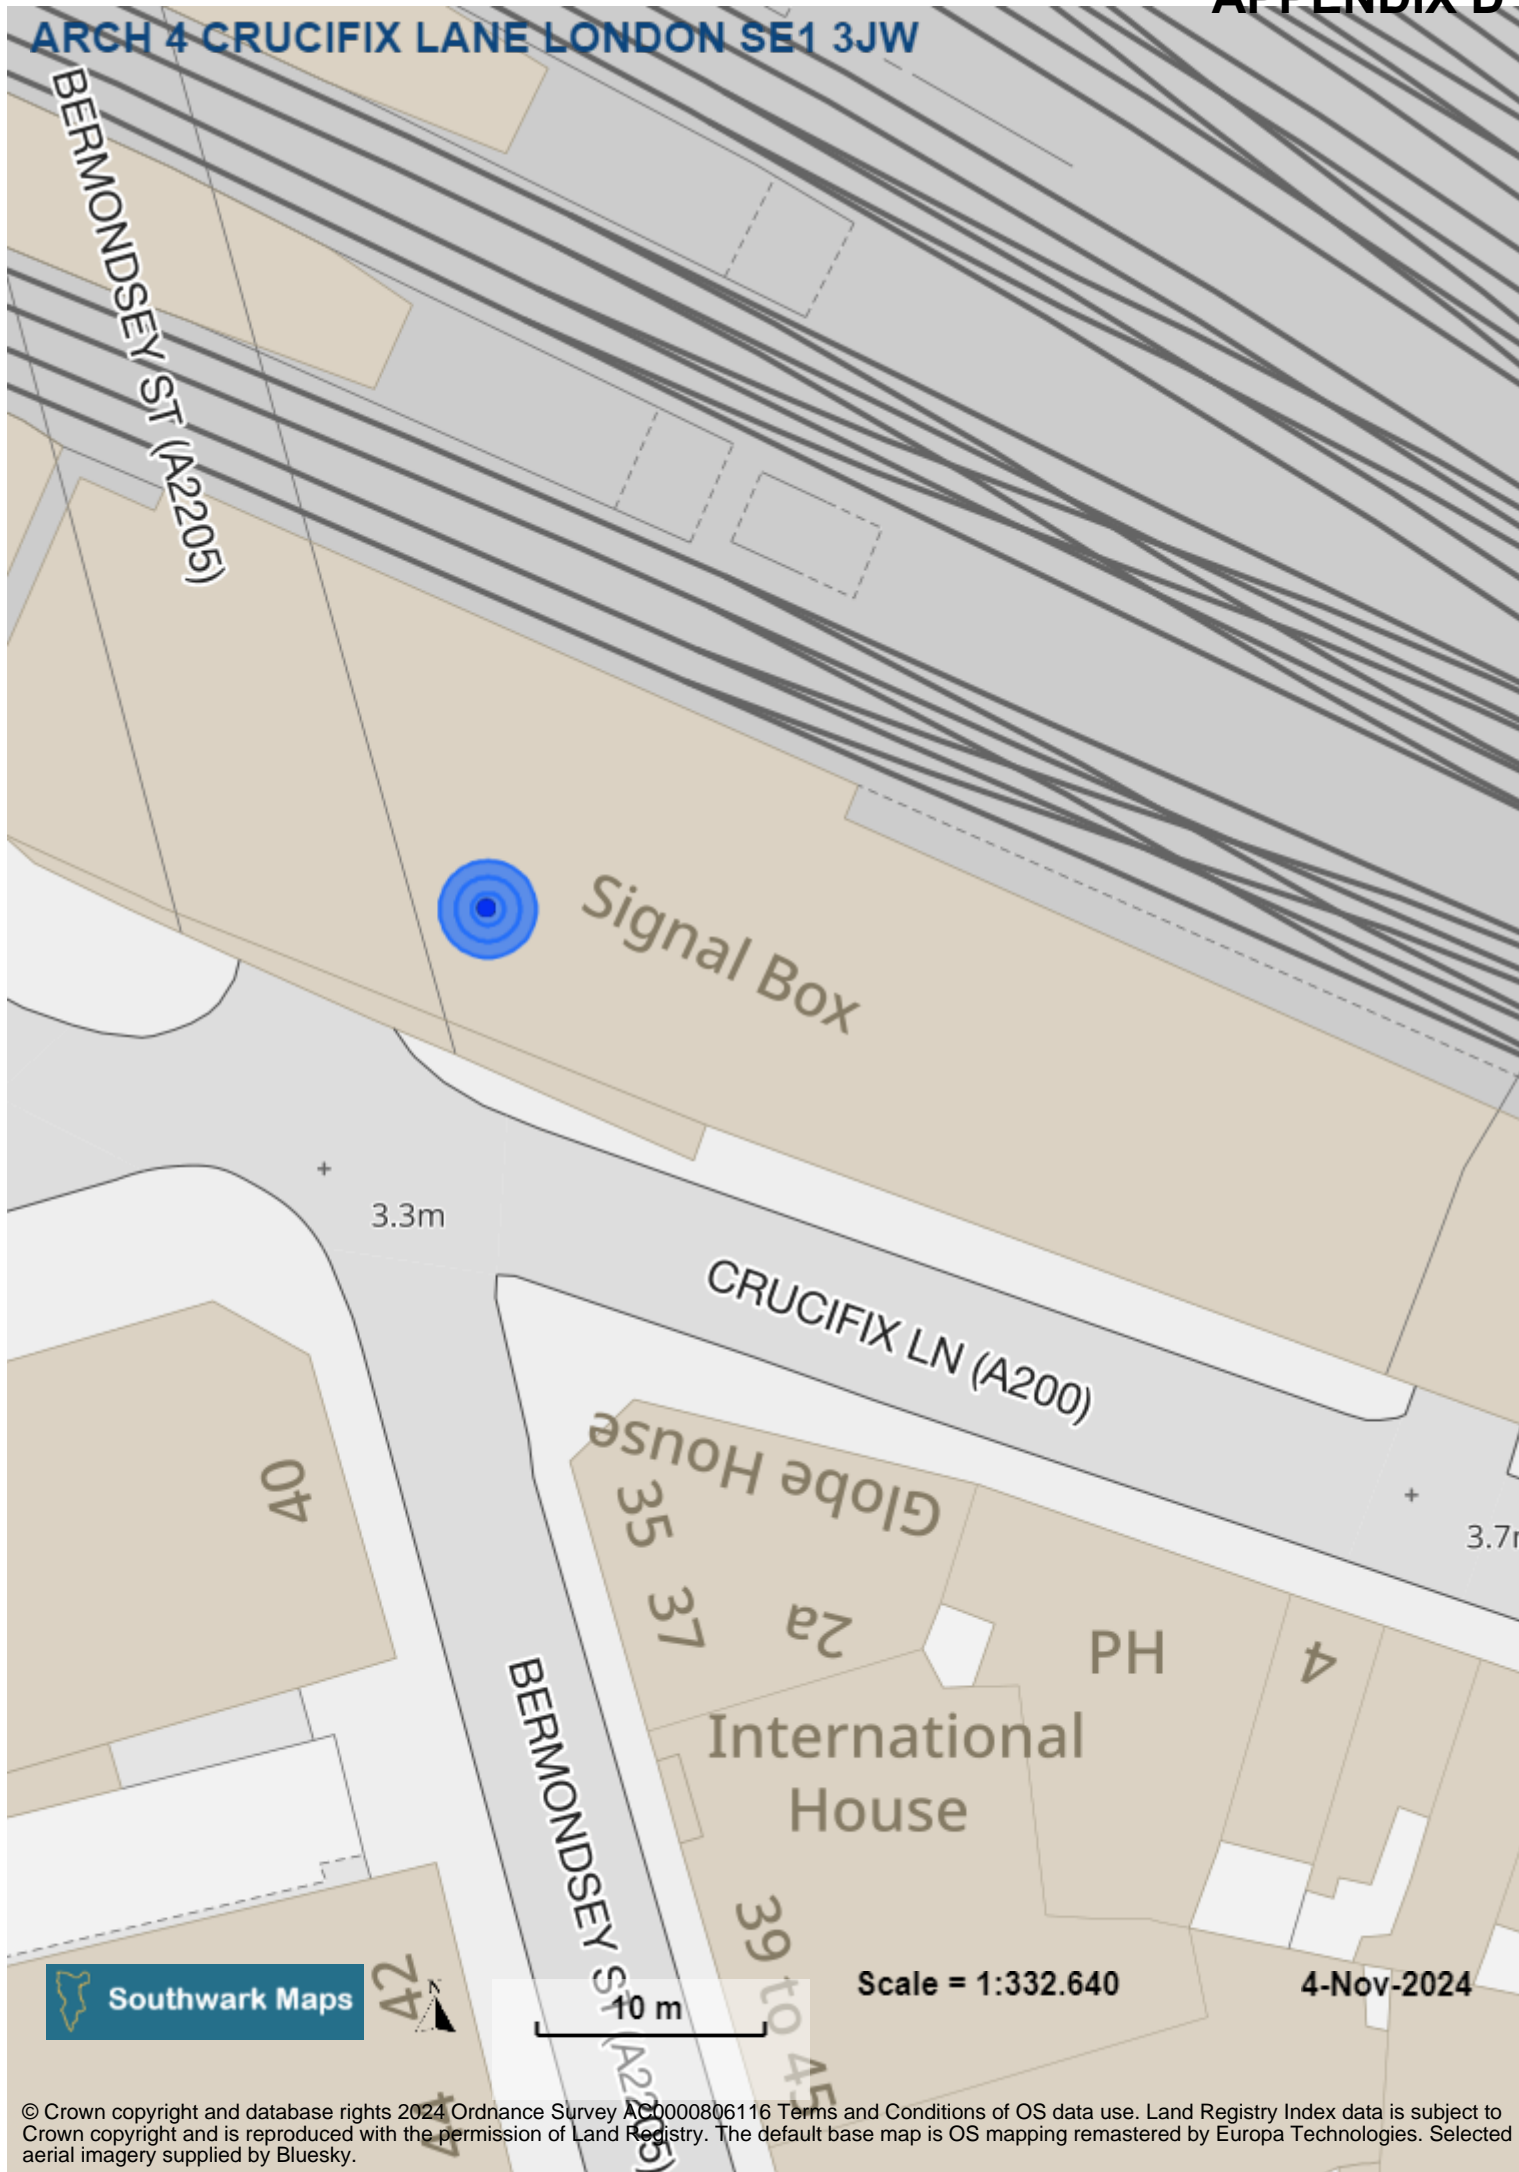 APPENDIX D
ARCH 4 CRUCIFIX LANE LONDON SE1 3JW
BERMONDSEY ST (A2205)
Signal Box
3.3m
CRUCIFIX LN (A200)
Globe House
40
35
3.7
37
2a
PH
4
International
House
BERMONDSEY ST (A2205)
39 to 45
42
Southwark Maps
N
10 m
Scale = 1:332.640
4-Nov-2024
44
© Crown copyright and database rights 2024 Ordnance Survey AC0000806116 Terms and Conditions of OS data use. Land Registry Index data is subject to
Crown copyright and is reproduced with the permission of Land Registry. The default base map is OS mapping remastered by Europa Technologies. Selected
aerial imagery supplied by Bluesky.